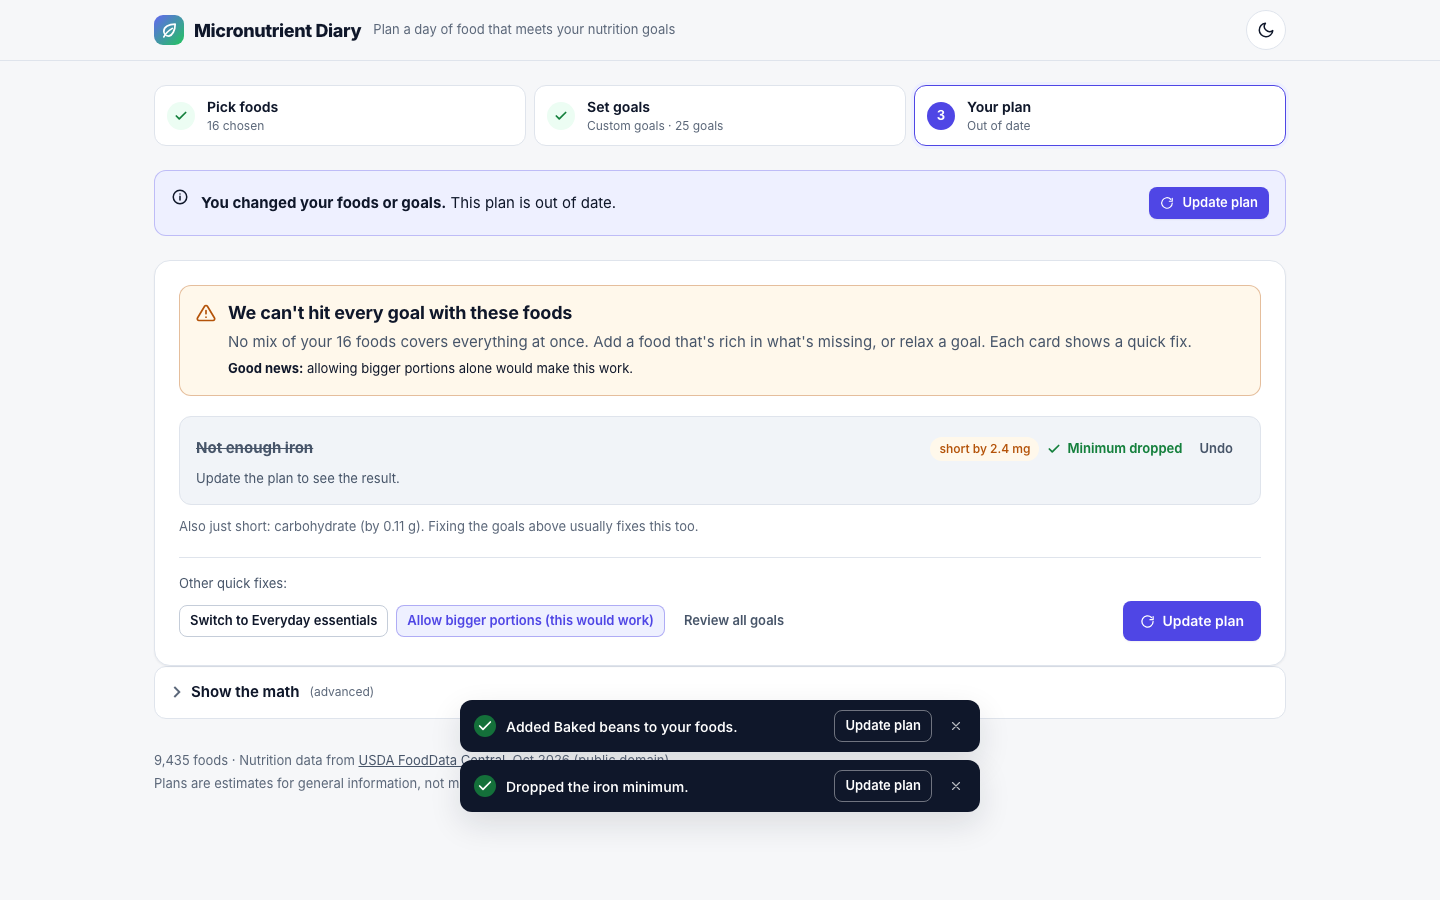 Micronutrient Diary
Plan a day of food that meets your nutrition goals
Pick foods
16 chosen
Set goals
Custom goals · 25 goals
3
Your plan
Out of date
You changed your foods or goals. This plan is out of date.
Update plan
We can't hit every goal with these foods
No mix of your 16 foods covers everything at once. Add a food that's rich in what's missing, or relax a goal. Each card shows a quick fix.
Good news: allowing bigger portions alone would make this work.
Not enough iron
short by 2.4 mg
Minimum dropped
Undo
Update the plan to see the result.
Also just short: carbohydrate (by 0.11 g). Fixing the goals above usually fixes this too.
Other quick fixes:
Switch to Everyday essentials
Allow bigger portions (this would work)
Review all goals
Update plan
Show the math (advanced)
Added Baked beans to your foods.
Update plan
9,435 foods · Nutrition data from USDA FoodData Central, Oct 2026 (public domain)
Plans are estimates for general information, not
Dropped the iron minimum.
Update plan